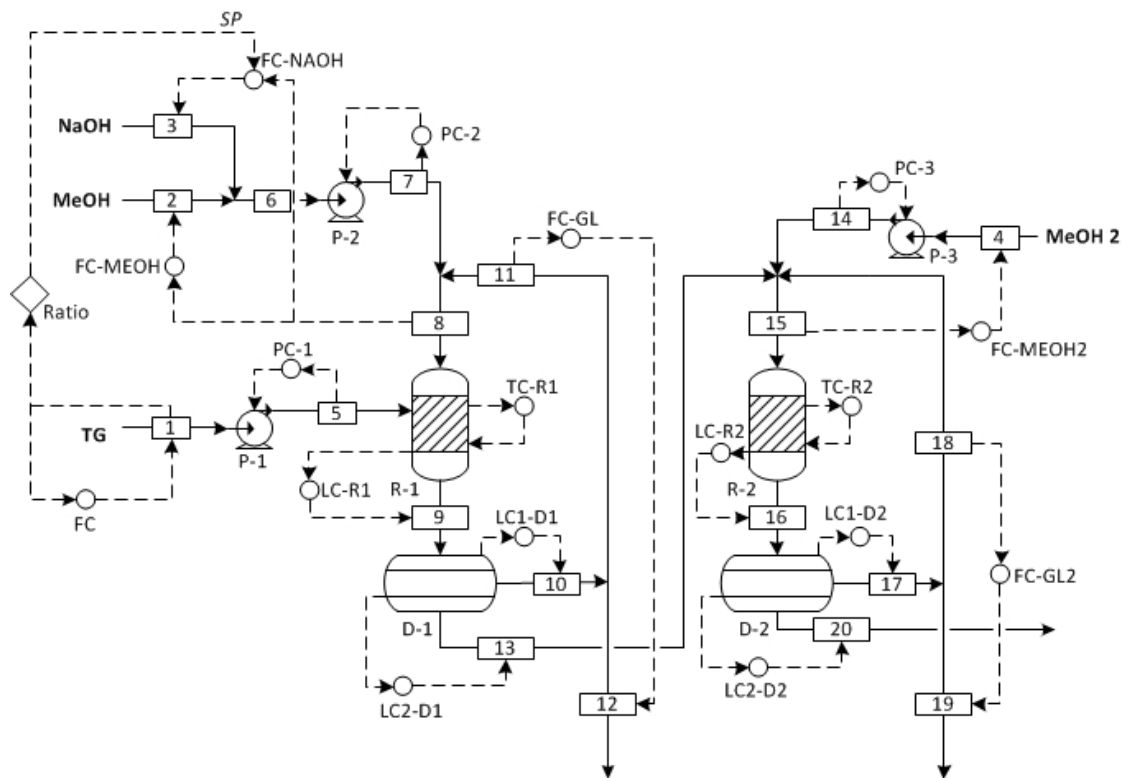 SP
FC-NAOH
NaOH
3
PC-2
7
MeOH
2
6
P-2
PC-3
14
FC-GL
4
MeOH 2
P-3
FC-MEOH
11
Ratio
8
15
FC-MEOH2
PC-1
TC-R1
TC-R2
5
TG
1
P-1
LC-R2
18
LC-R1
R-1
R-2
FC
9
LC1-D1
16
LC1-D2
10
17
FC-GL2
D-1
13
D-2
20
LC2-D1
LC2-D2
12
19